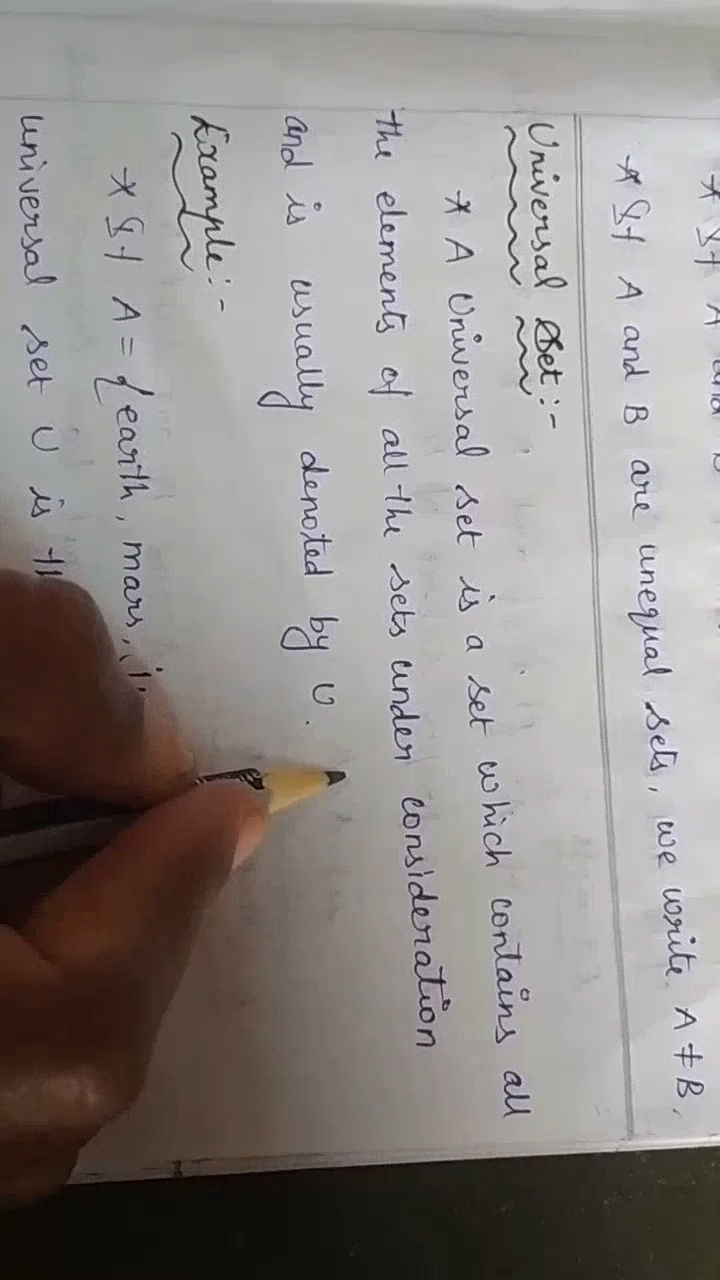 * If A and B are unequal sets, we write A ≠ B.
Universal Set:-
* A Universal set is a set which contains all
the elements of all the sets under consideration
and is usually denoted by U.
Example:-
* If A = {earth, mars, j
universal set U is